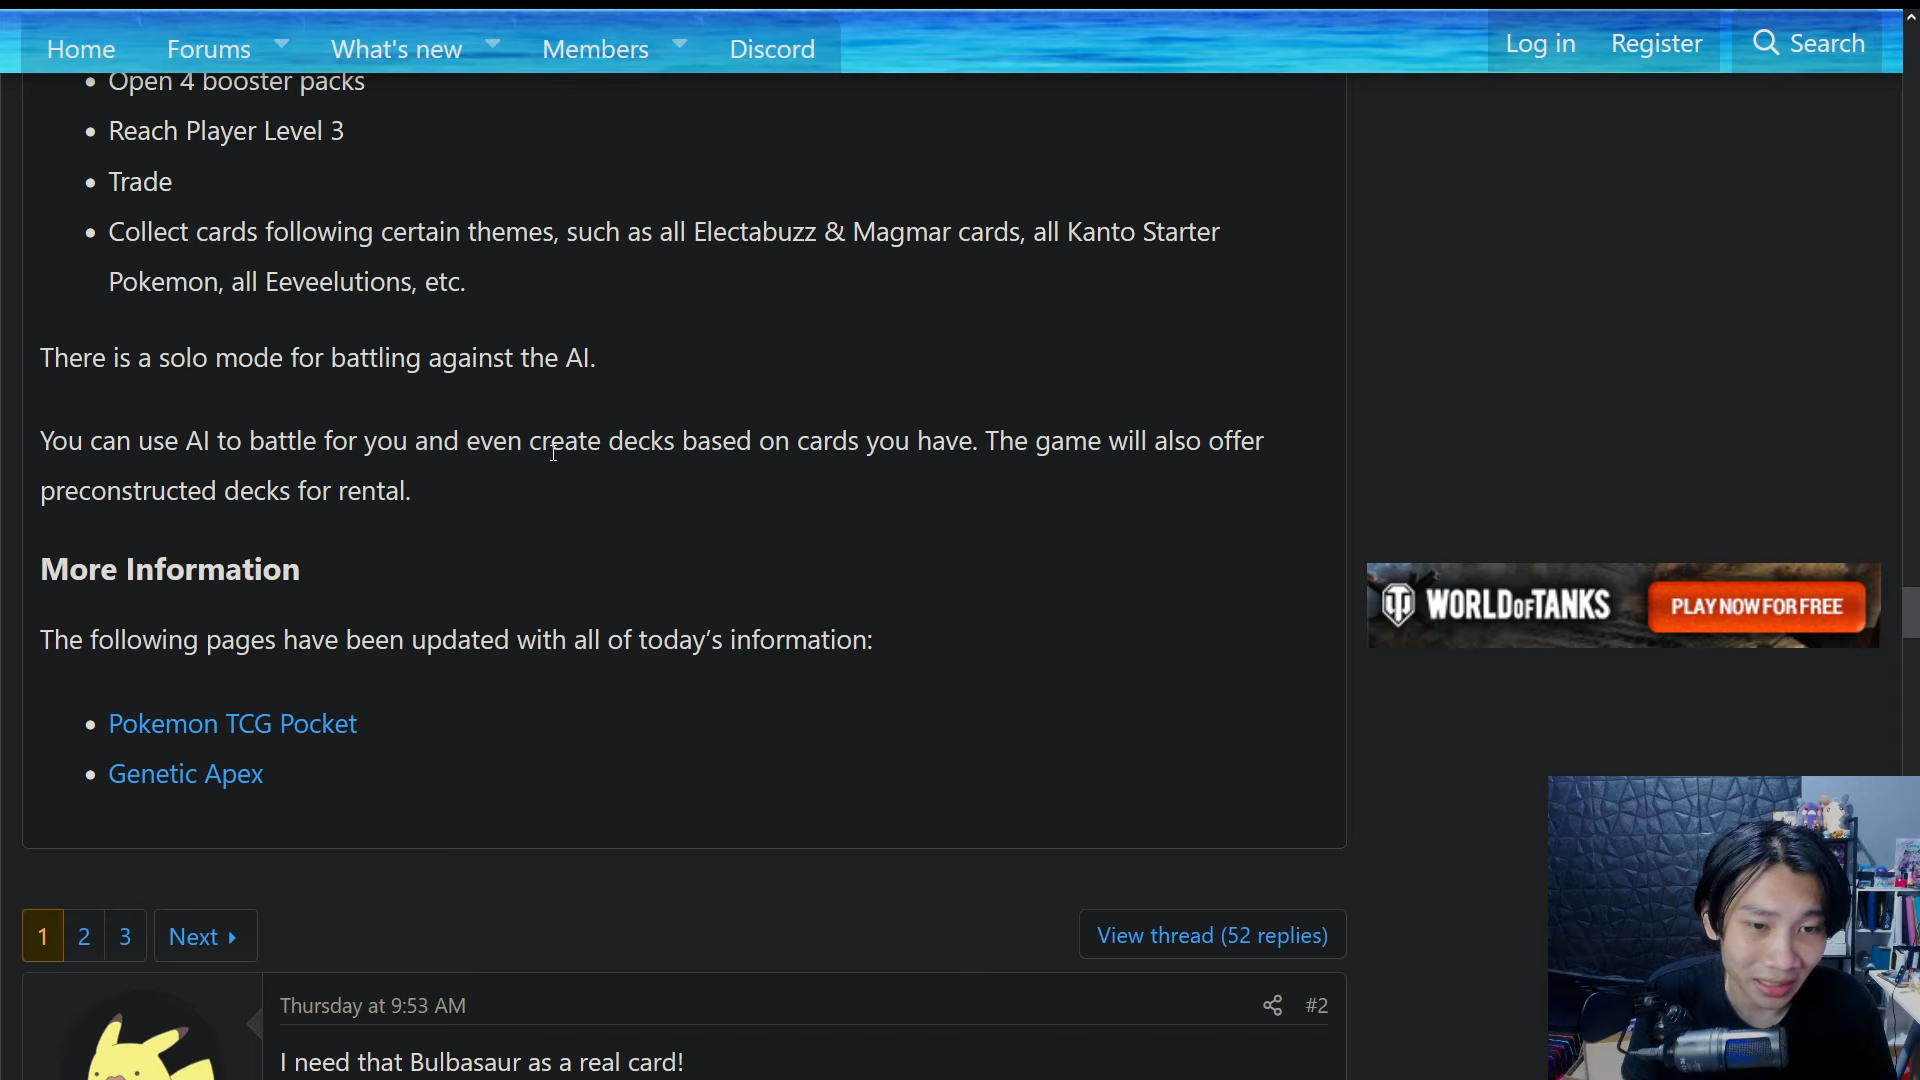 Home
Forums
What's new
Members
Discord
Log in
Register
Search
• Open 4 booster packs
• Reach Player Level 3
• Trade
• Collect cards following certain themes, such as all Electabuzz & Magmar cards, all Kanto Starter
Pokemon, all Eeveelutions, etc.
There is a solo mode for battling against the AI.
You can use AI to battle for you and even create decks based on cards you have. The game will also offer
preconstructed decks for rental.
More Information
The following pages have been updated with all of today’s information:
• Pokemon TCG Pocket
• Genetic Apex
WORLD OF TANKS
PLAY NOW FOR FREE
1
2
3
Next
View thread (52 replies)
Thursday at 9:53 AM
#2
I need that Bulbasaur as a real card!